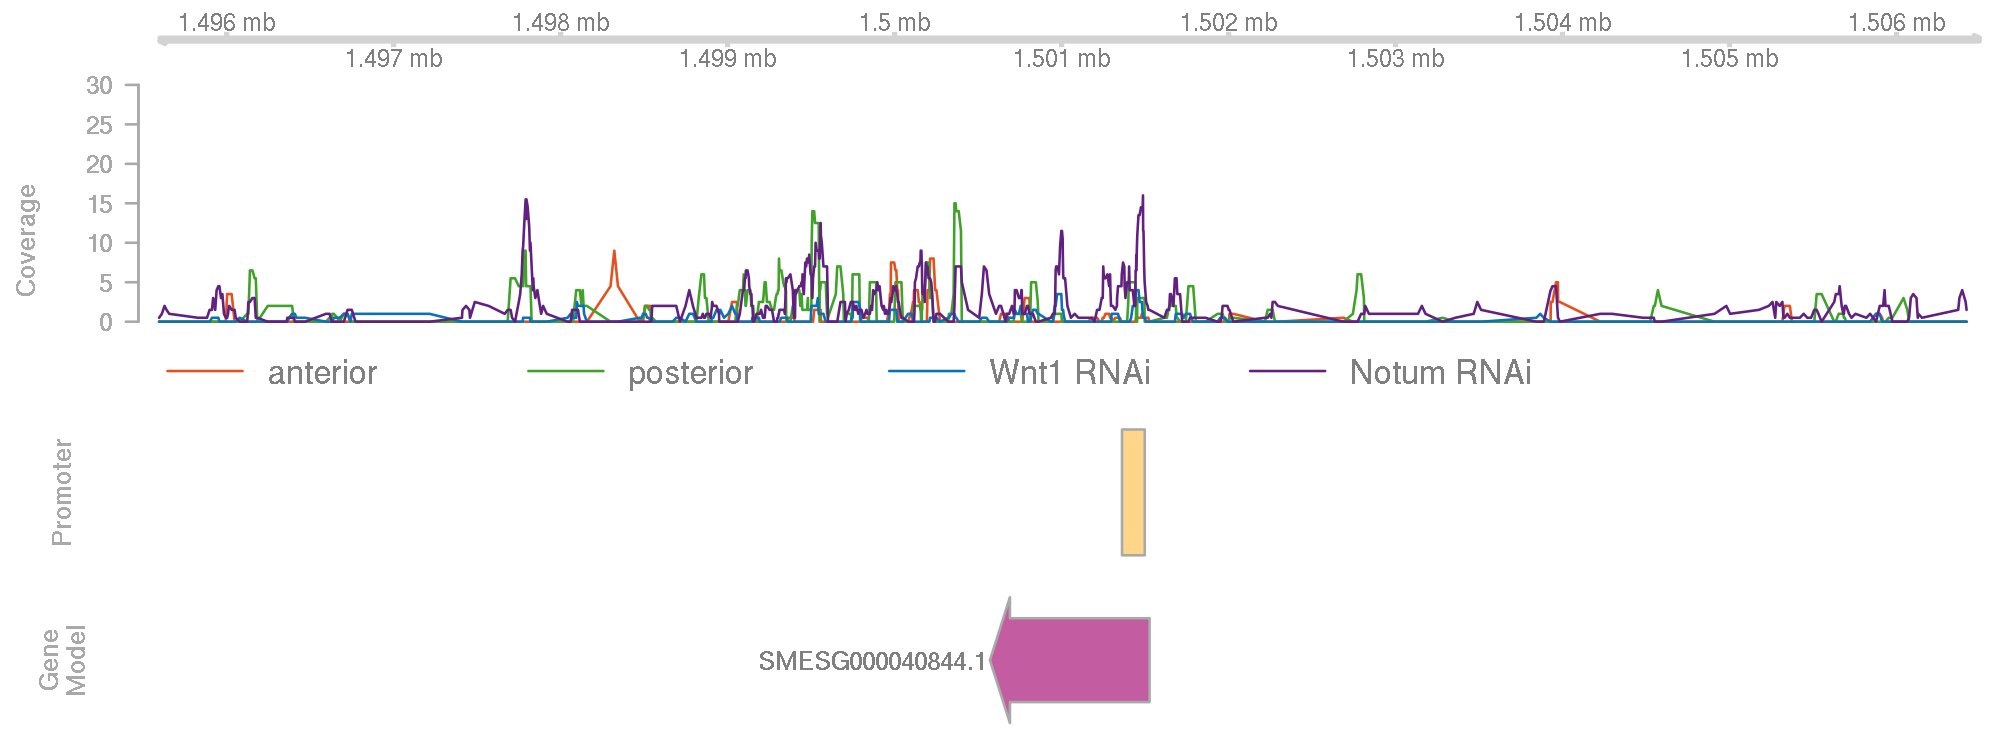 1.496 mb 1.498 mb 1.5 mb 1.502 mb 1.504 mb 1.506 mb
1.497 mb 1.499 mb 1.501 mb 1.503 mb 1.505 mb
Coverage
30
25
20
15
10
5
0
anterior posterior Wnt1 RNAi Notum RNAi
Promoter
Gene
Model
SMESG000040844.1